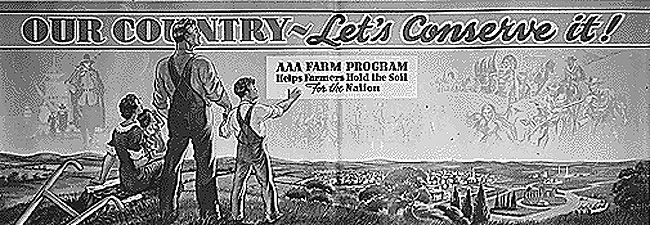 OUR COUNTRY~Let's Conserve it!
AAA FARM PROGRAM
Helps Farmers Hold the Soil
for the Nation